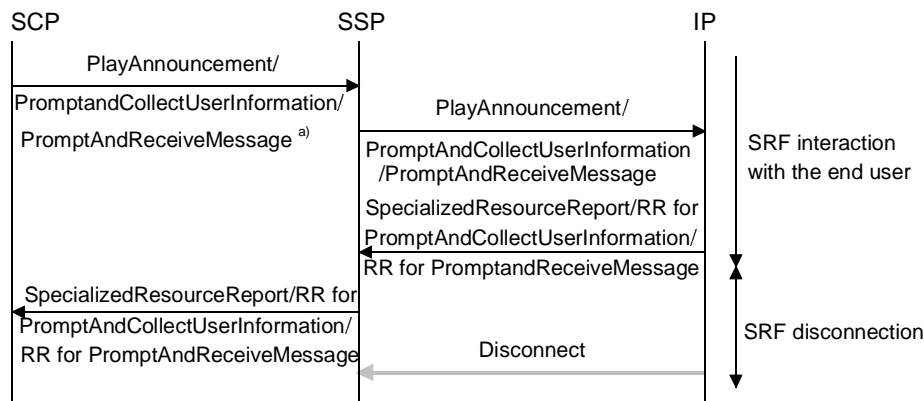 SCP
SSP
IP
PlayAnnouncement/
PromptandCollectUserInformation/
PromptAndReceiveMessage a)
PlayAnnouncement/
PromptAndCollectUserInformation
/PromptAndReceiveMessage
SRF interaction
with the end user
SpecializedResourceReport/RR for
PromptAndCollectUserInformation/
RR for PromptandReceiveMessage
SpecializedResourceReport/RR for
PromptAndCollectUserInformation/
RR for PromptAndReceiveMessage
Disconnect
SRF disconnection